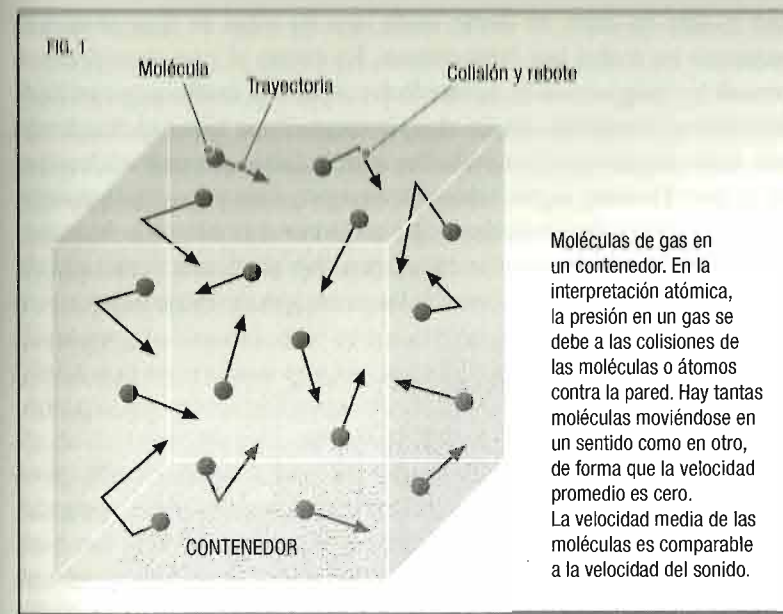 FIG. 1
Molécula
Trayectoria
Colisión y rebote
CONTENEDOR
Moléculas de gas en
un contenedor. En la
interpretación atómica,
la presión en un gas se
debe a las colisiones de
las moléculas o átomos
contra la pared. Hay tantas
moléculas moviéndose en
un sentido como en otro,
de forma que la velocidad
promedio es cero.
La velocidad media de las
moléculas es comparable
a la velocidad del sonido.